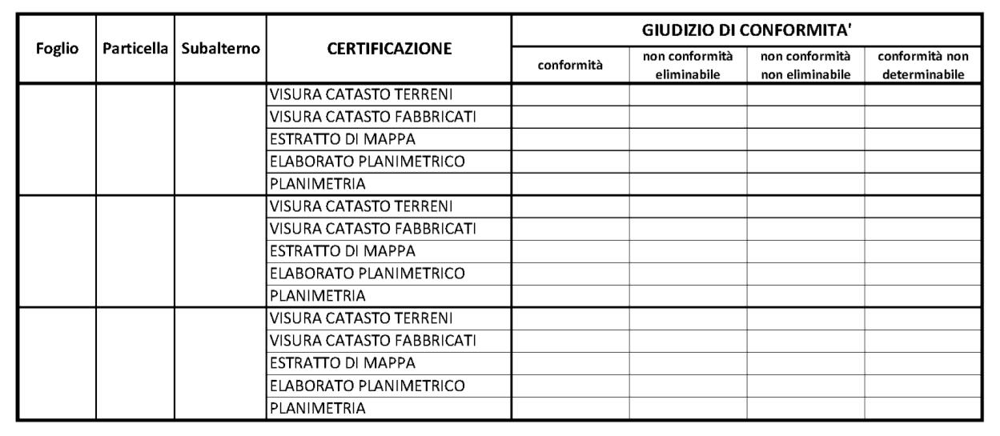 Foglio Particella Subalterno CERTIFICAZIONE GIUDIZIO DI CONFORMITA'
conformità
non conformità
eliminabile
non conformità
non eliminabile
conformità non
determinabile
VISURA CATASTO TERRENI
VISURA CATASTO FABBRICATI
ESTRATTO DI MAPPA
ELABORATO PLANIMETRICO
PLANIMETRIA
VISURA CATASTO TERRENI
VISURA CATASTO FABBRICATI
ESTRATTO DI MAPPA
ELABORATO PLANIMETRICO
PLANIMETRIA
VISURA CATASTO TERRENI
VISURA CATASTO FABBRICATI
ESTRATTO DI MAPPA
ELABORATO PLANIMETRICO
PLANIMETRIA